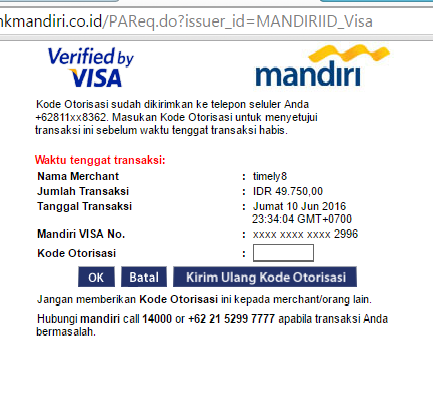 nkmandiri.co.id/PAReq.do?issuer_id=MANDIRIID_Visa
Verified by
VISA
mandiri
Kode Otorisasi sudah dikirimkan ke telepon seluler Anda
+62811xx8362. Masukan Kode Otorisasi untuk menyetujui
transaksi ini sebelum waktu tenggat transaksi habis.
Waktu tenggat transaksi:
Nama Merchant : timely8
Jumlah Transaksi : IDR 49.750,00
Tanggal Transaksi : Jumat 10 Jun 2016
23:34:04 GMT+0700
Mandiri VISA No. : xxxx xxxx xxxx 2996
Kode Otorisasi :
OK Batal Kirim Ulang Kode Otorisasi
Jangan memberikan Kode Otorisasi ini kepada merchant/orang lain.
Hubungi mandiri call 14000 or +62 21 5299 7777 apabila transaksi Anda
bermasalah.